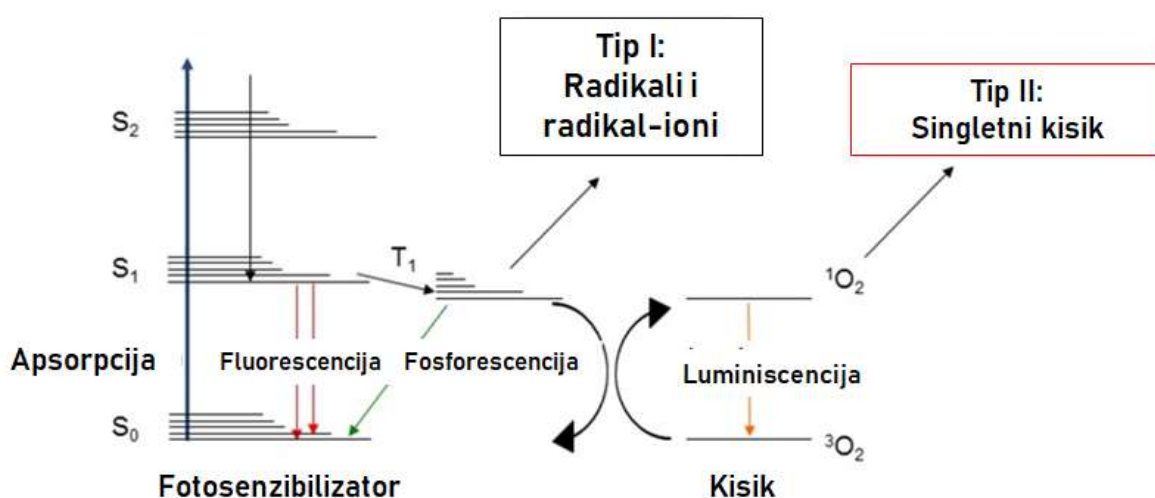 Tip I:
Radikali i
radikal-ioni
Tip II:
Singletni kisik
S2
S1
T1
1O2
Apsorpcija
Fluorescencija
Fosforescencija
Luminiscencija
S0
3O2
Fotosenzibilizator
Kisik